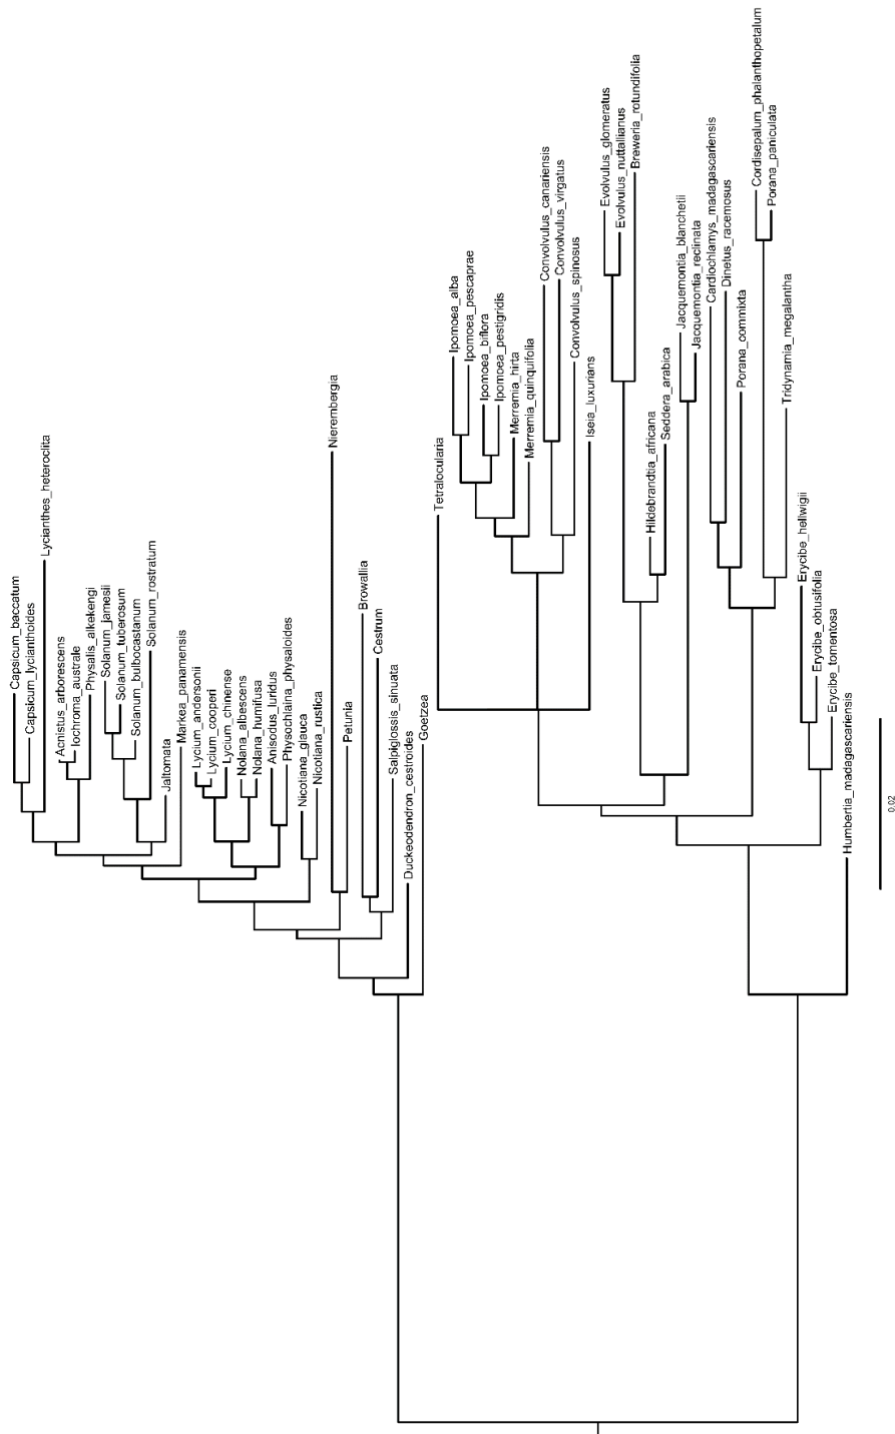 Capsicum_baccatum
Capsicum_lycianthoides
Lycianthes_heteroclita
Acnistus_arborescens
Iochroma_australe
Physalis_alkekengi
Solanum_jamesii
Solanum_tuberosum
Solanum_bulbocastanum
Solanum_rostratum
Jaltomata
Markea_panamensis
Lycium_andersonii
Lycium_cooperi
Lycium_chinense
Nolana_albescens
Nolana_humifusa
Anisodus_luridus
Physochlaina_physaloides
Nicotiana_glauca
Nicotiana_rustica
Nierembergia
Petunia
Browallia
Cestrum
Salpiglossis_sinuata
Duckeodendron_cestroides
Goetzea
Tetralocularia
Ipomoea_alba
Ipomoea_pescaprae
Ipomoea_biflora
Ipomoea_pestigridis
Merremia_hirta
Merremia_quinquifolia
Convolvulus_canariensis
Convolvulus_virgatus
Convolvulus_spinosus
Iseia_luxurians
Evolvulus_glomeratus
Evolvulus_nuttallianus
Breweria_rotundifolia
Hildebrandtia_africana
Seddera_arabica
Jacquemontia_blanchetii
Jacquemontia_reclinata
Cardiochlamys_madagascariensis
Dinetus_racemosus
Porana_commixta
Cordisepalum_phalanthopetalum
Porana_paniculata
Tridynamia_megalantha
Erycibe_hellwigii
Erycibe_obtusifolia
Erycibe_tomentosa
Humbertia_madagascariensis
0.02